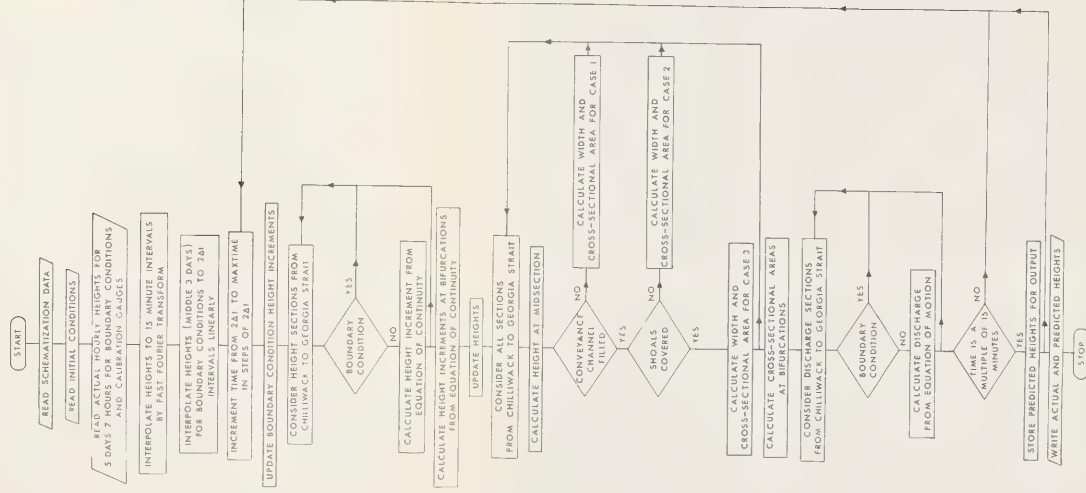 START
READ SCHEMATIZATION DATA
READ INITIAL CONDITIONS
READ ACTUAL HOURLY HEIGHTS FOR
5 DAYS 7 HOURS FOR BOUNDARY CONDITIONS
AND CALIBRATION GAUGES
INTERPOLATE HEIGHTS TO 15 MINUTE INTERVALS
BY FAST FOURIER TRANSFORM
INTERPOLATE HEIGHTS (MIDDLE 3 DAYS)
FOR BOUNDARY CONDITIONS TO 2Δt
INTERVALS LINEARLY
INCREMENT TIME FROM 2Δt TO MAXTIME
IN STEPS OF 2Δt
UPDATE BOUNDARY CONDITION HEIGHT INCREMENTS
CONSIDER HEIGHT SECTIONS FROM
CHILLIWACK TO GEORGIA STRAIT
BOUNDARY
CONDITION
YES
NO
CALCULATE HEIGHT INCREMENT FROM
EQUATION OF CONTINUITY
CALCULATE HEIGHT INCREMENTS AT BIFURCATIONS
FROM EQUATION OF CONTINUITY
UPDATE HEIGHTS
CONSIDER ALL SECTIONS
FROM CHILLIWACK TO GEORGIA STRAIT
CALCULATE HEIGHT AT MIDSECTION
CONVEYANCE
CHANNEL
FILLED
NO
CALCULATE WIDTH AND
CROSS-SECTIONAL AREA FOR CASE 1
YES
SHOALS
COVERED
NO
CALCULATE WIDTH AND
CROSS-SECTIONAL AREA FOR CASE 2
YES
CALCULATE WIDTH AND
CROSS-SECTIONAL AREA FOR CASE 3
CALCULATE CROSS-SECTIONAL AREAS
AT BIFURCATIONS
CONSIDER DISCHARGE SECTIONS
FROM CHILLIWACK TO GEORGIA STRAIT
BOUNDARY
CONDITION
YES
NO
CALCULATE DISCHARGE
FROM EQUATION OF MOTION
TIME IS A
MULTIPLE OF 15
MINUTES
NO
YES
STORE PREDICTED HEIGHTS FOR OUTPUT
WRITE ACTUAL AND PREDICTED HEIGHTS
STOP